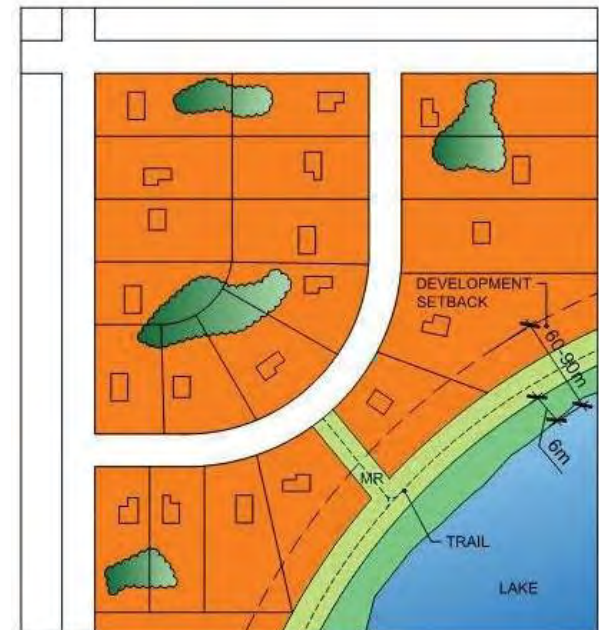 DEVELOPMENT
SETBACK
60-90m
6m
MR
TRAIL
LAKE